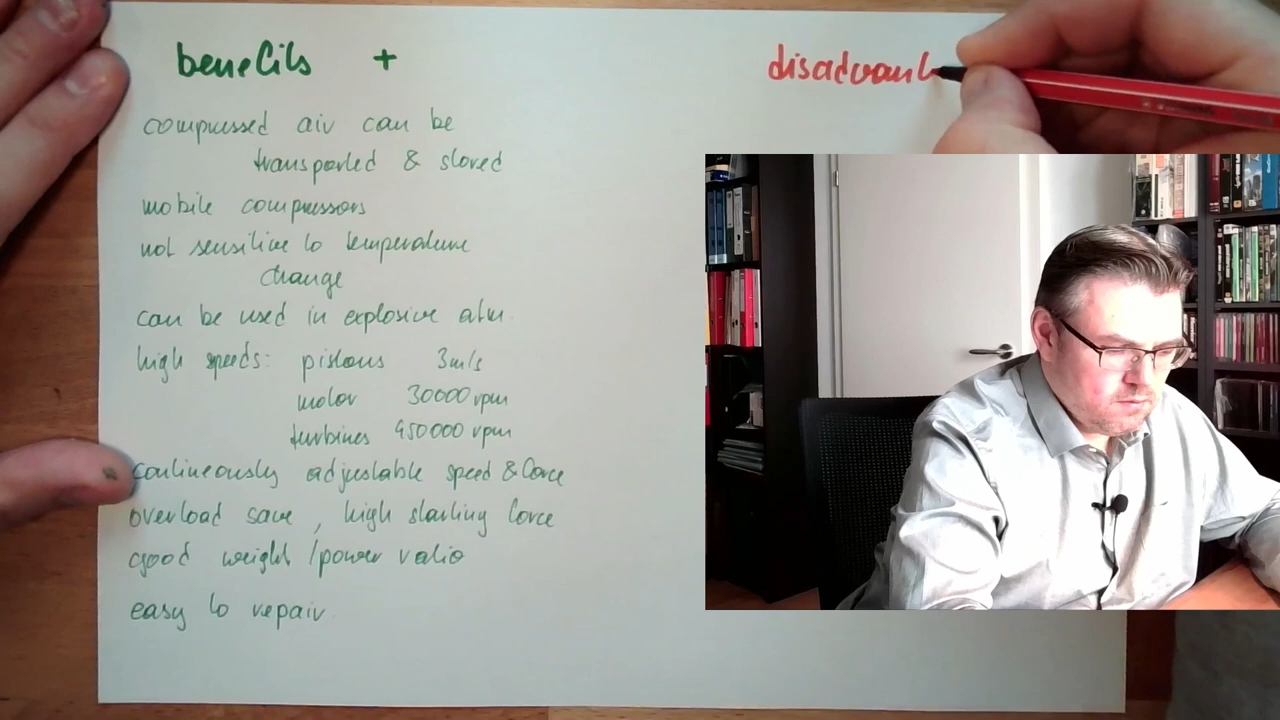 benefits +
disadvant
compressed air can be
transported & stored
mobile compressors
not sensitive to temperature
change
can be used in explosive atm.
high speeds: pistons 3m/s
motor 30000 rpm
turbines 450000 rpm
contineously adjustable speed & force
overload save, high starting force
good weight/power ratio
easy to repair